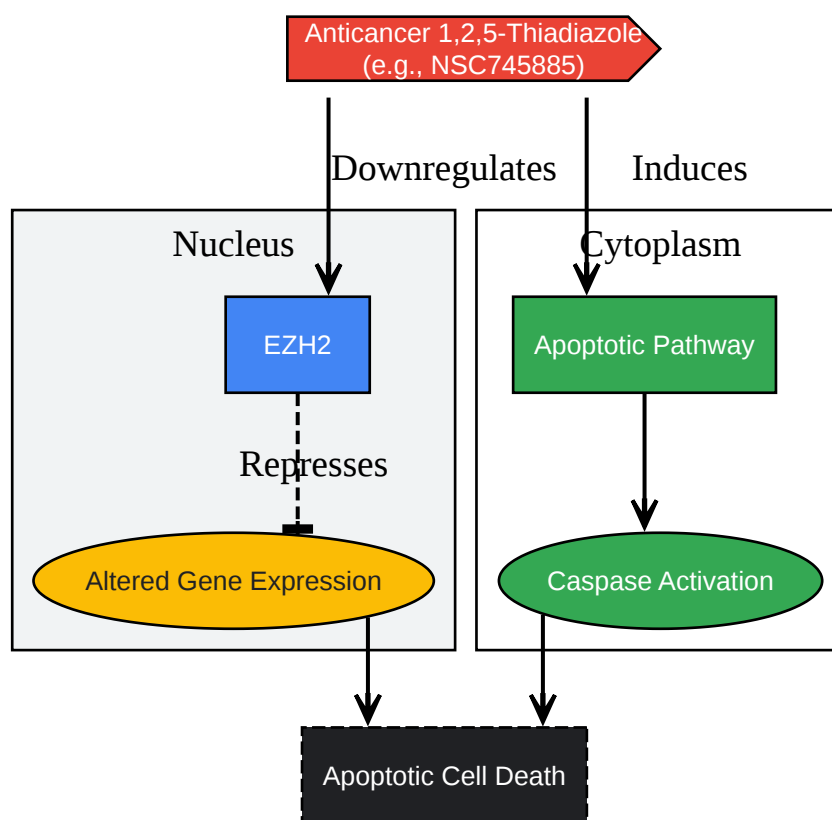 Anticancer 1,2,5-Thiadiazole
(e.g., NSC745885)
Downregulates
Induces
Nucleus
Cytoplasm
EZH2
Apoptotic Pathway
Represses
Altered Gene Expression
Caspase Activation
Apoptotic Cell Death